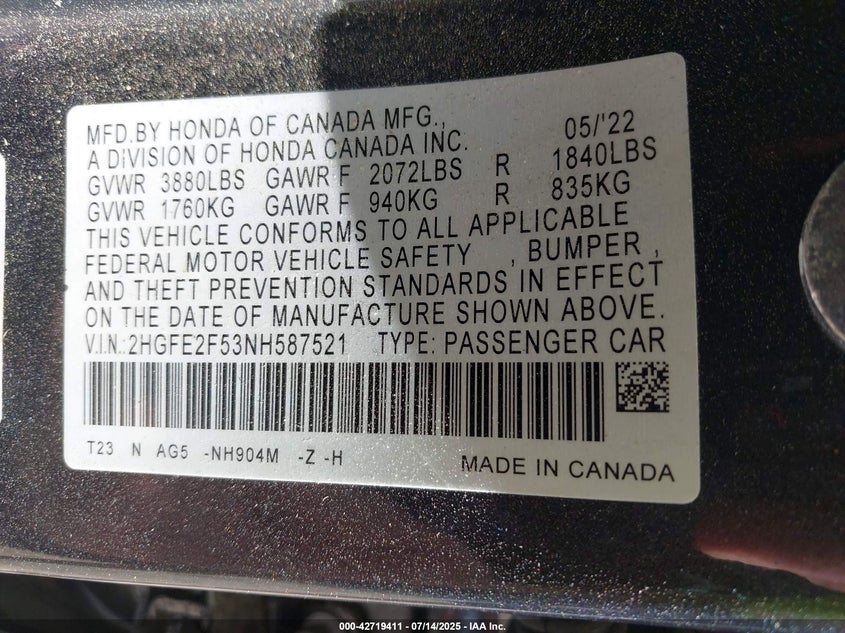 MFD.BY HONDA OF CANADA MFG., 05/'22
A DIVISION OF HONDA CANADA INC.
GVWR 3880LBS GAWR F 2072LBS R 1840LBS
GVWR 1760KG GAWR F 940KG R 835KG
THIS VEHICLE CONFORMS TO ALL APPLICABLE
FEDERAL MOTOR VEHICLE SAFETY , BUMPER ,
AND THEFT PREVENTION STANDARDS IN EFFECT
ON THE DATE OF MANUFACTURE SHOWN ABOVE.
V.I.N.:2HGFE2F53NH587521 TYPE: PASSENGER CAR
T23 N AG5 -NH904M -Z -H MADE IN CANADA
000-42719411 - 07/14/2025 - IAA Inc.